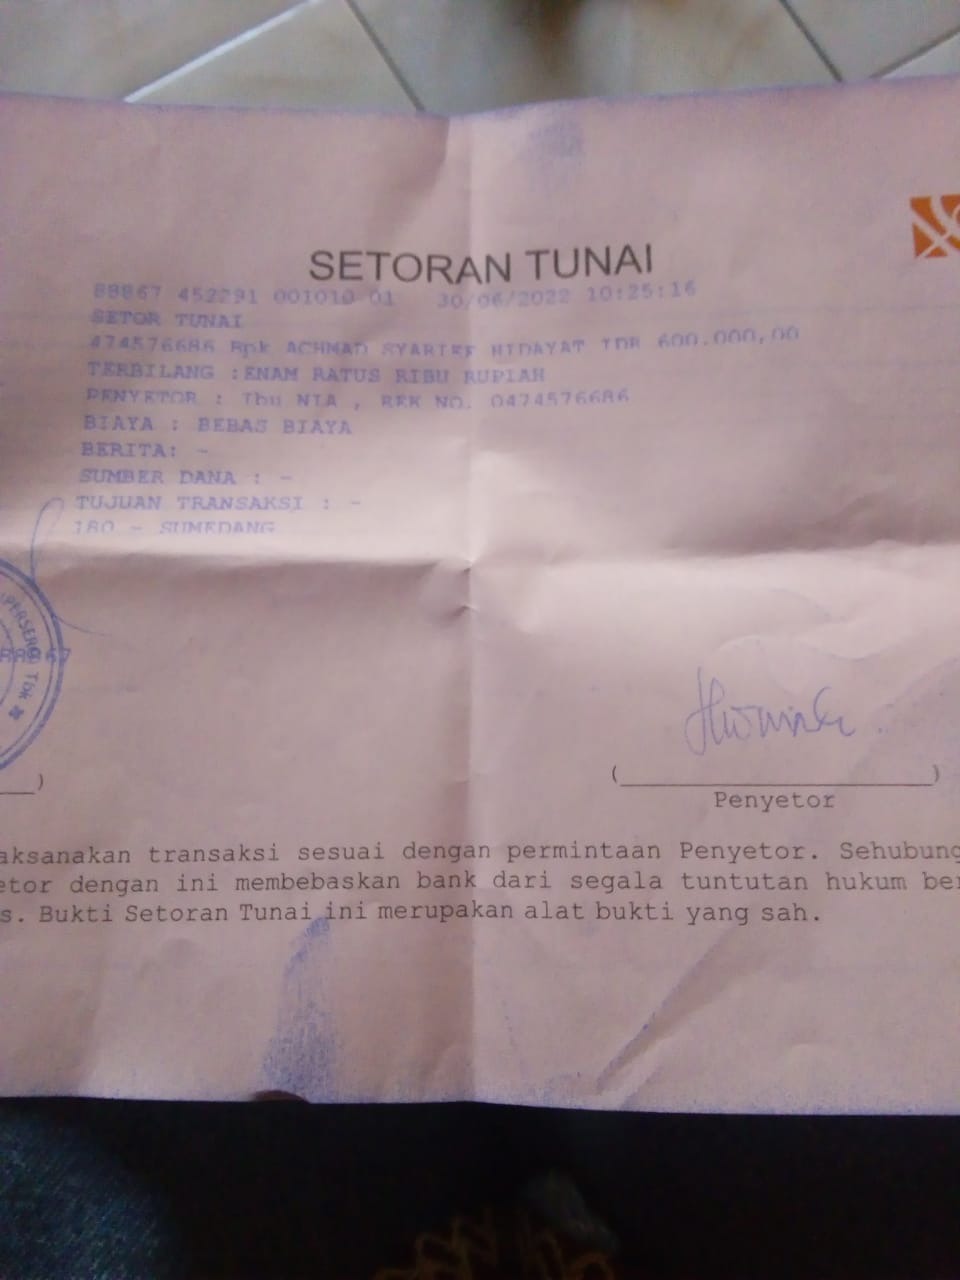 SETORAN TUNAI
88867 452291 001010 01 30/06/2022 10:25:16
SETOR TUNAI
474576686 Bpk ACHMAD SYARIEF HIDAYAT IDR 600.000,00
TERBILANG :ENAM RATUS RIBU RUPIAH
PENYETOR : Ibu NIA , REK NO. 0474576686
BIAYA : BEBAS BIAYA
BERITA: -
SUMBER DANA : -
TUJUAN TRANSAKSI : -
180 - SUMEDANG
(PERSERO) Tbk
( )
) Penyetor
aksanakan transaksi sesuai dengan permintaan Penyetor. Sehubung
etor dengan ini membebaskan bank dari segala tuntutan hukum ber
s. Bukti Setoran Tunai ini merupakan alat bukti yang sah.